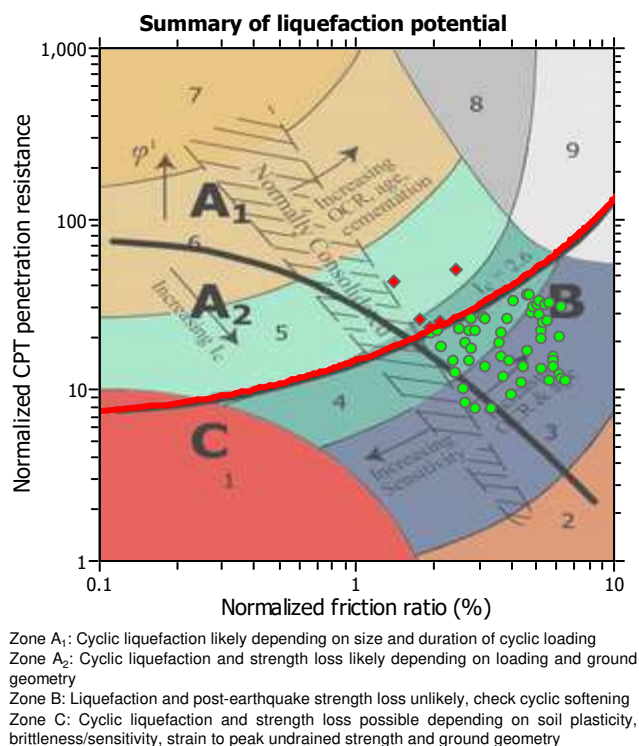 Summary of liquefaction potential
Normalized CPT penetration resistance
1,000
100
10
1
7
8
9
φ'
A1
Increasing
OCR, age,
cementation
Normally Consolidated
6
A2
Increasing Ic
Ic = 2.6
B
5
4
C
1
Increasing
Sensitivity
3
2
0.1
1
10
Normalized friction ratio (%)
Zone A1: Cyclic liquefaction likely depending on size and duration of cyclic loading
Zone A2: Cyclic liquefaction and strength loss likely depending on loading and ground
geometry
Zone B: Liquefaction and post-earthquake strength loss unlikely, check cyclic softening
Zone C: Cyclic liquefaction and strength loss possible depending on soil plasticity,
brittleness/sensitivity, strain to peak undrained strength and ground geometry